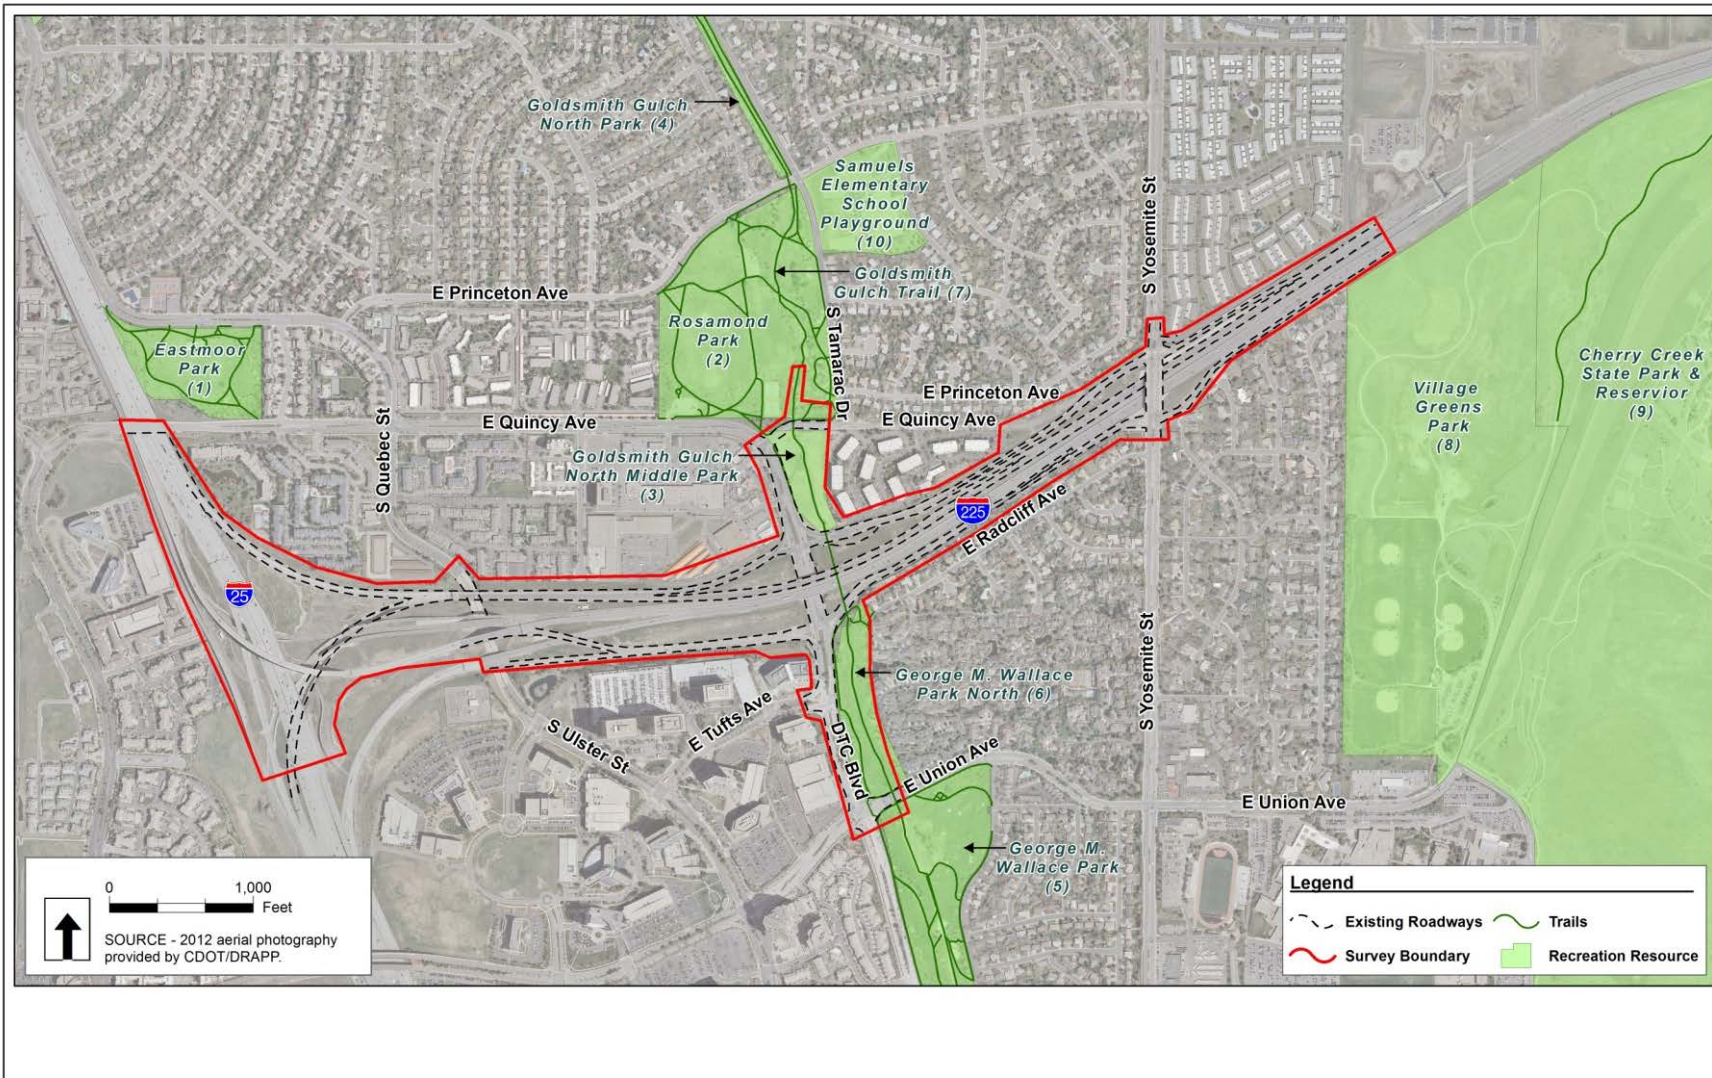 Goldsmith Gulch
North Park (4)
Samuels
Elementary
School
Playground
(10)
S Yosemite St
Goldsmith
Gulch Trail (7)
E Princeton Ave
Rosamond
Park
(2)
S Tamarac Dr
Eastmoor
Park
(1)
Cherry Creek
State Park &
Reservior
(9)
Village
Greens
Park
(8)
E Princeton Ave
E Quincy Ave
E Quincy Ave
S Quebec St
Goldsmith Gulch
North Middle Park
(3)
225
E Radcliff Ave
25
S Yosemite St
George M. Wallace
Park North (6)
E Tufts Ave
S Ulster St
DTC Blvd
E Union Ave
E Union Ave
George M.
Wallace Park
(5)
0 1,000
Feet
SOURCE - 2012 aerial photography
provided by CDOT/DRAPP.
Legend
Existing Roadways
Trails
Survey Boundary
Recreation Resource